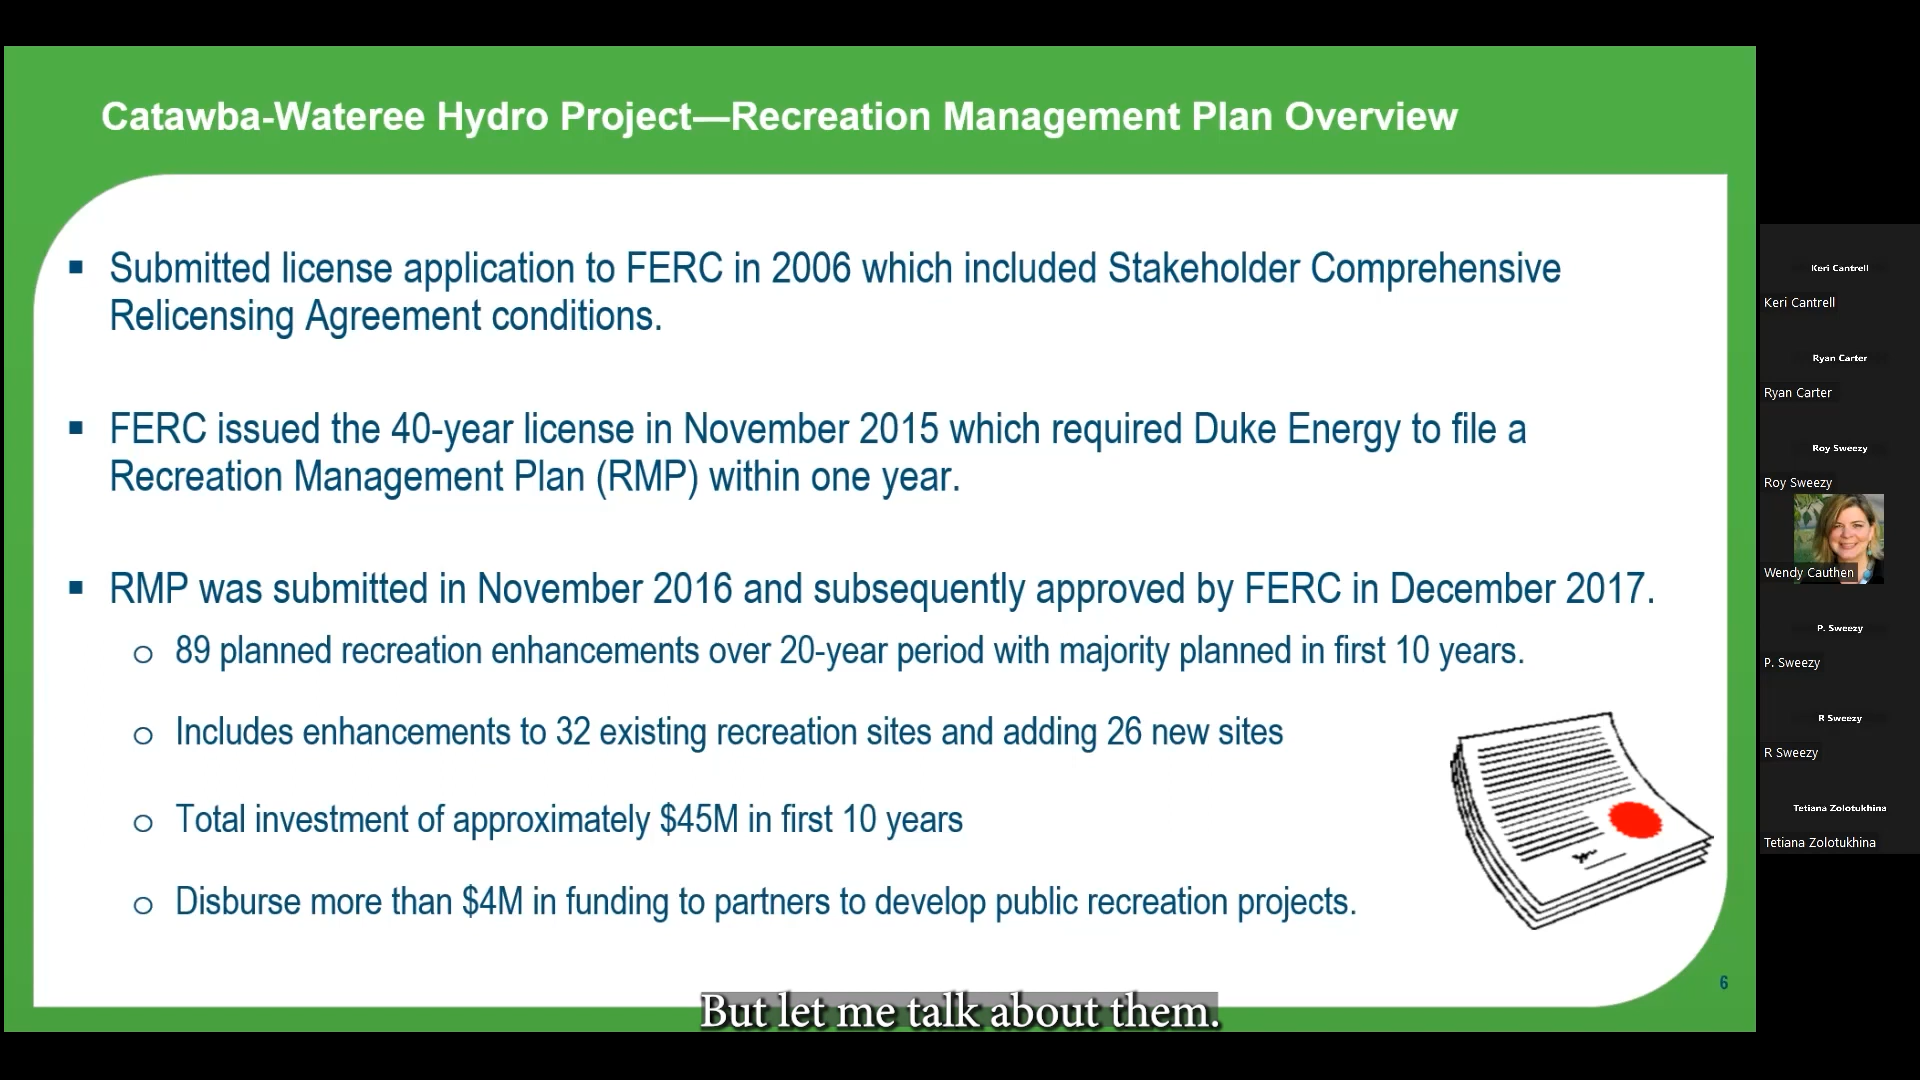 Catawba-Wateree Hydro Project—Recreation Management Plan Overview
▪ Submitted license application to FERC in 2006 which included Stakeholder Comprehensive
Relicensing Agreement conditions.
▪ FERC issued the 40-year license in November 2015 which required Duke Energy to file a
Recreation Management Plan (RMP) within one year.
▪ RMP was submitted in November 2016 and subsequently approved by FERC in December 2017.
o 89 planned recreation enhancements over 20-year period with majority planned in first 10 years.
o Includes enhancements to 32 existing recreation sites and adding 26 new sites
o Total investment of approximately $45M in first 10 years
o Disburse more than $4M in funding to partners to develop public recreation projects.
6
But let me talk about them.
Keri Cantrell
Keri Cantrell
Ryan Carter
Ryan Carter
Roy Sweezy
Roy Sweezy
Wendy Cauthen
P. Sweezy
P. Sweezy
R Sweezy
R Sweezy
Tetiana Zolotukhina
Tetiana Zolotukhina